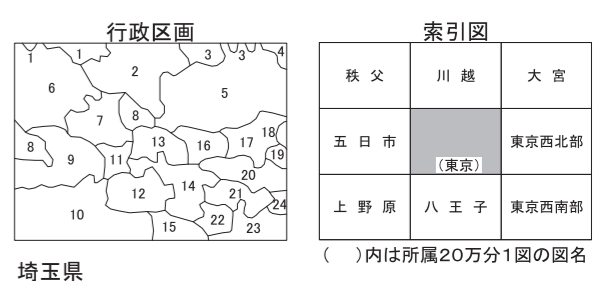 行政区画
1 1 2 3 3 4
6 5
7 8
8 9 11 13 16 17 18 19
10 12 14 20
15 22 21 23 24
索引図
秩父 川越 大宮
五日市 (東京) 東京西北部
上野原 八王子 東京西南部
( )内は所属20万分1図の図名
埼玉県